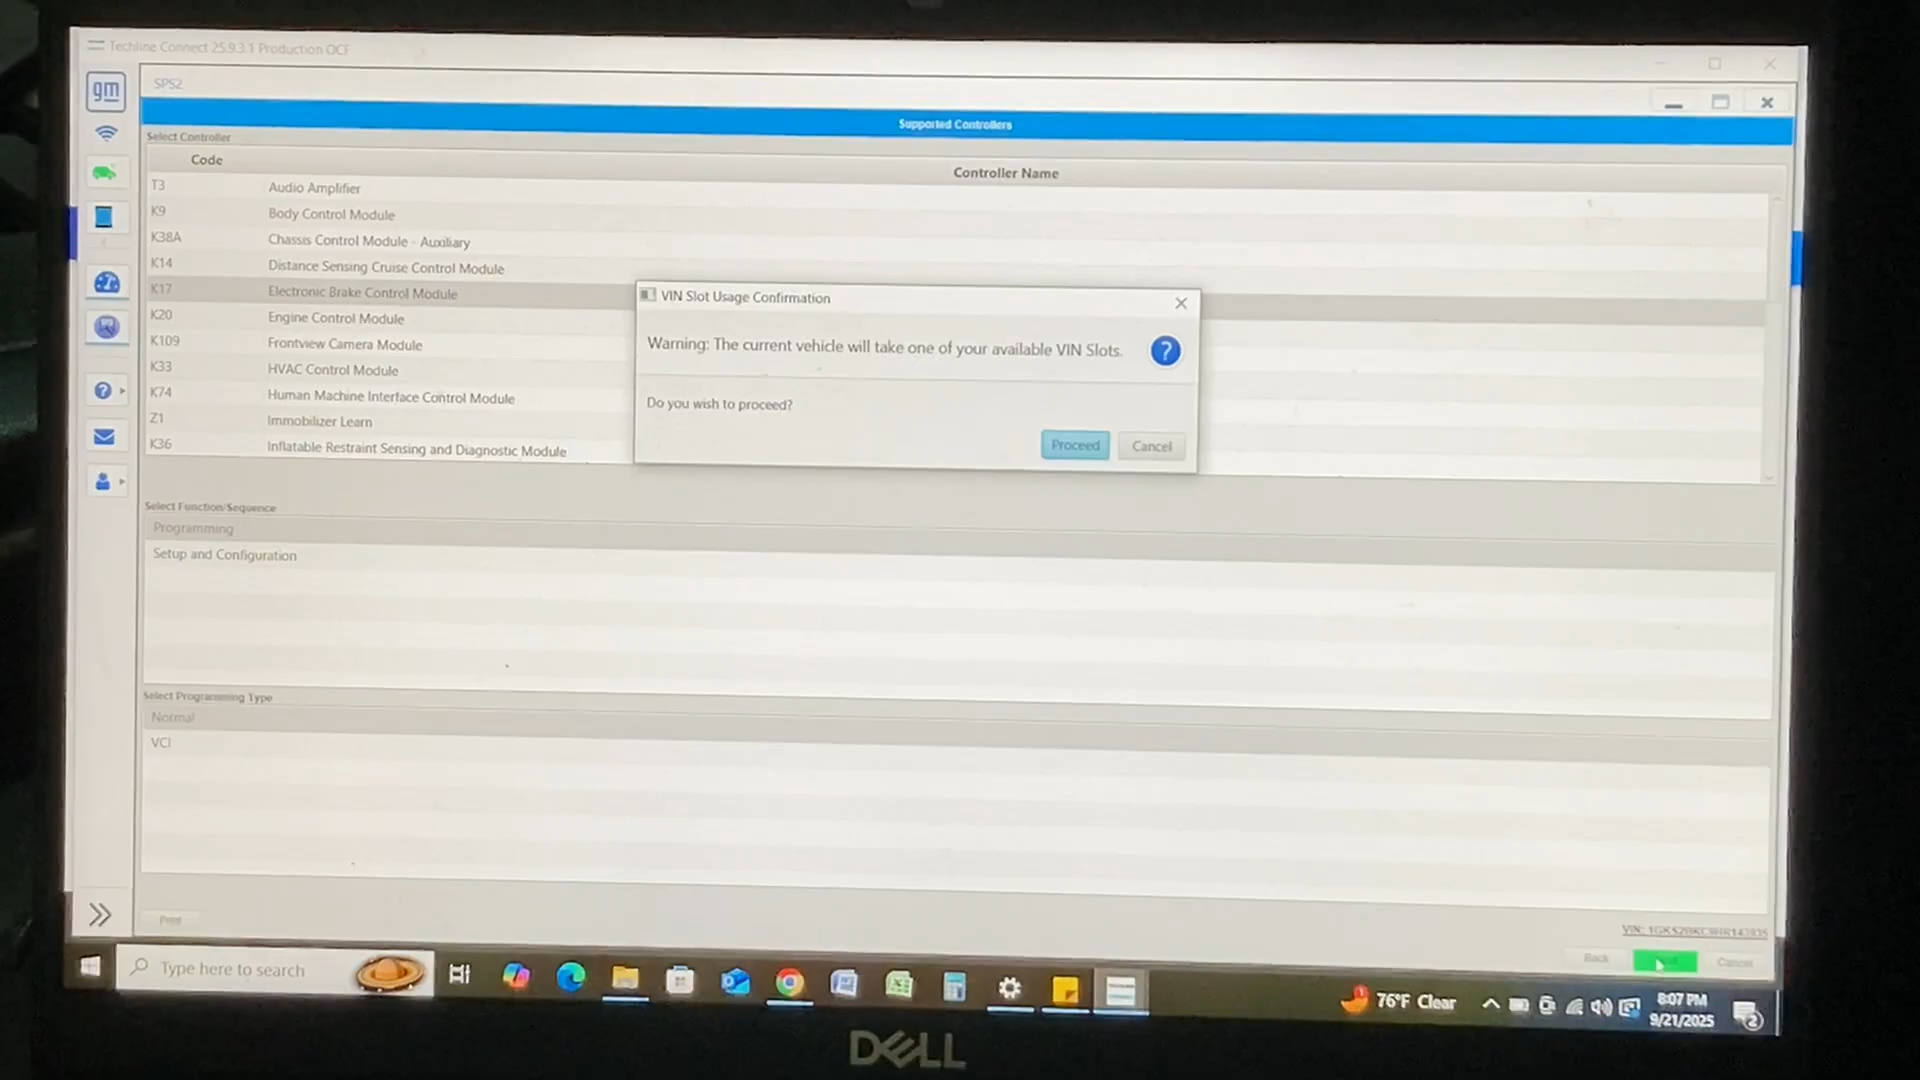 Techline Connect 25.9.3.1 Production OCF
gm
SPS2
Supported Controllers
Select Controller
Code
Controller Name
T3
Audio Amplifier
K9
Body Control Module
K38A
Chassis Control Module - Auxiliary
K14
Distance Sensing Cruise Control Module
K17
Electronic Brake Control Module
K20
Engine Control Module
K109
Frontview Camera Module
K33
HVAC Control Module
K74
Human Machine Interface Control Module
Z1
Immobilizer Learn
K36
Inflatable Restraint Sensing and Diagnostic Module
VIN Slot Usage Confirmation
Warning: The current vehicle will take one of your available VIN Slots.
?
Do you wish to proceed?
Proceed
Cancel
Select Function/Sequence
Programming
Setup and Configuration
Select Programming Type
Normal
VCI
Print
VIN:
Back
Cancel
Type here to search
76°F Clear
8:07 PM
9/21/2025
2
DELL